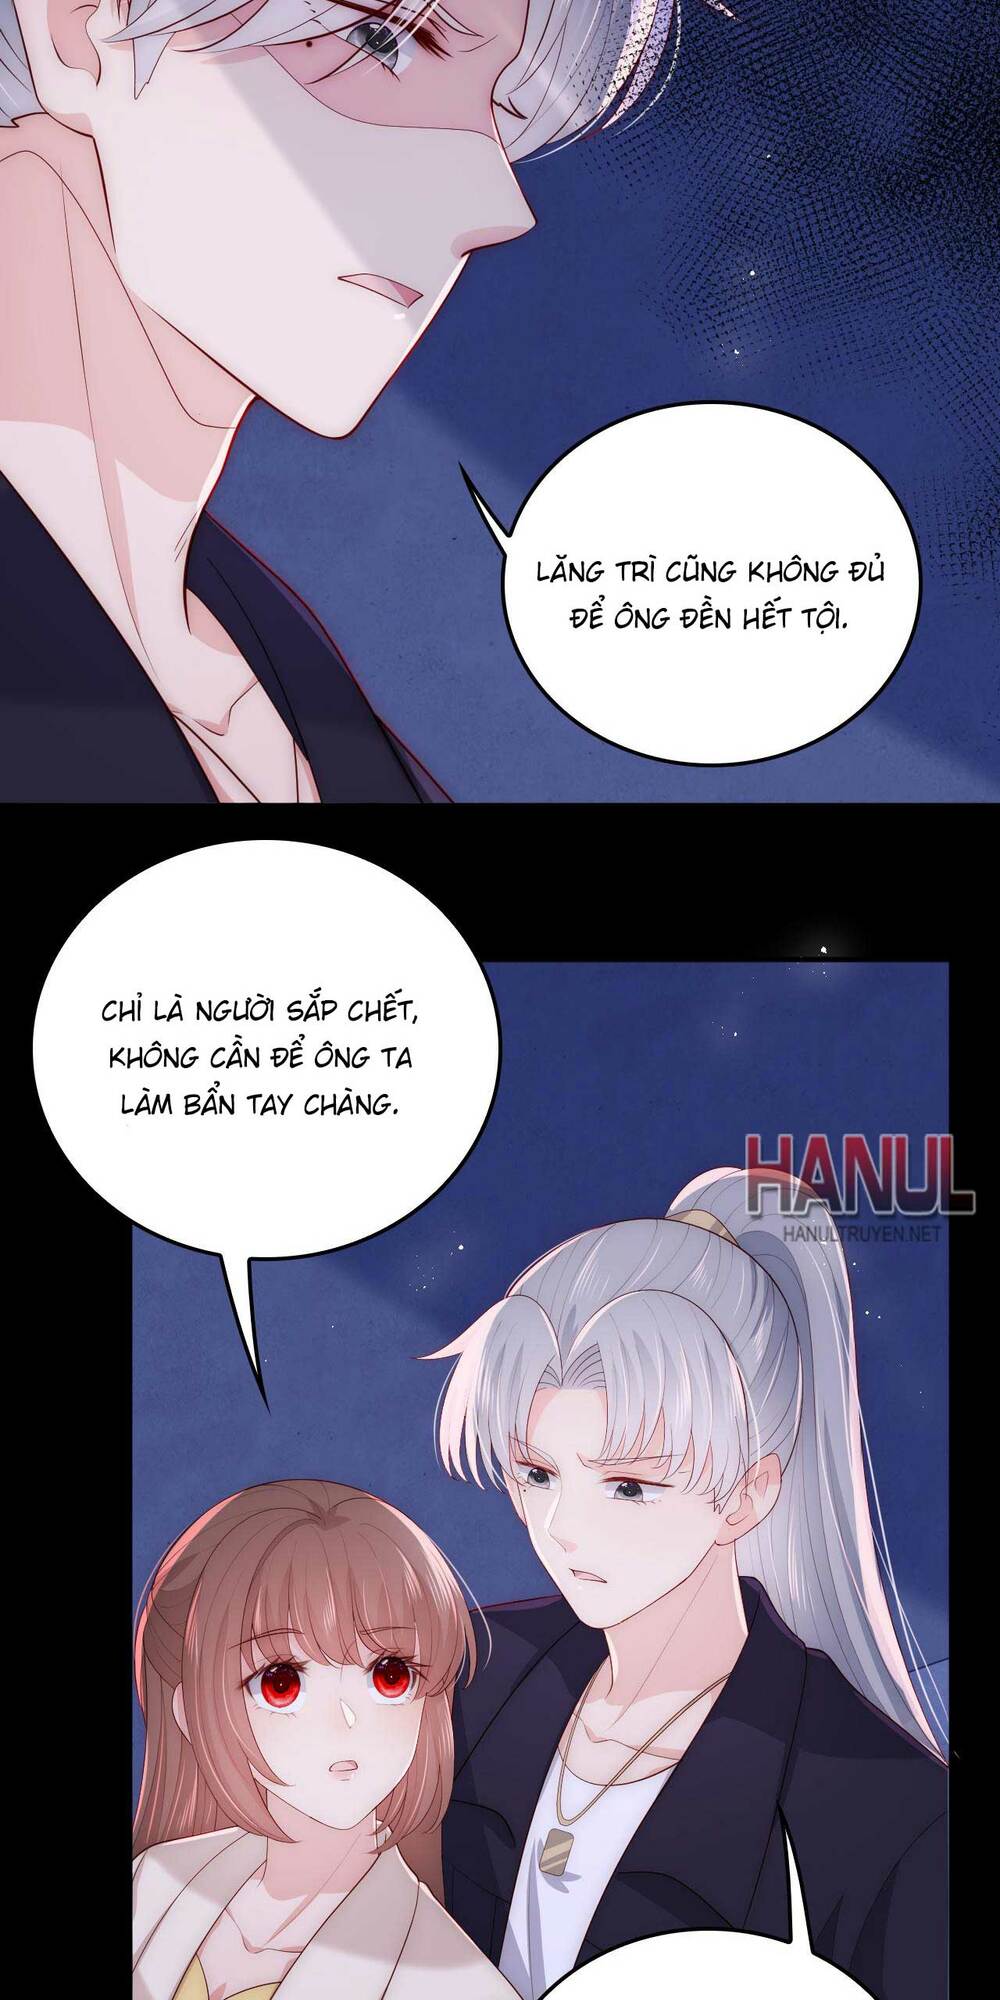 LĂNG TRÌ CŨNG KHÔNG ĐỦ
ĐỂ ÔNG ĐỀN HẾT TỘI.
CHỈ LÀ NGƯỜI SẮP CHẾT,
KHÔNG CẦN ĐỂ ÔNG TA
LÀM BẨN TAY CHÀNG.
HANUL
HANULTRUYEN.NET